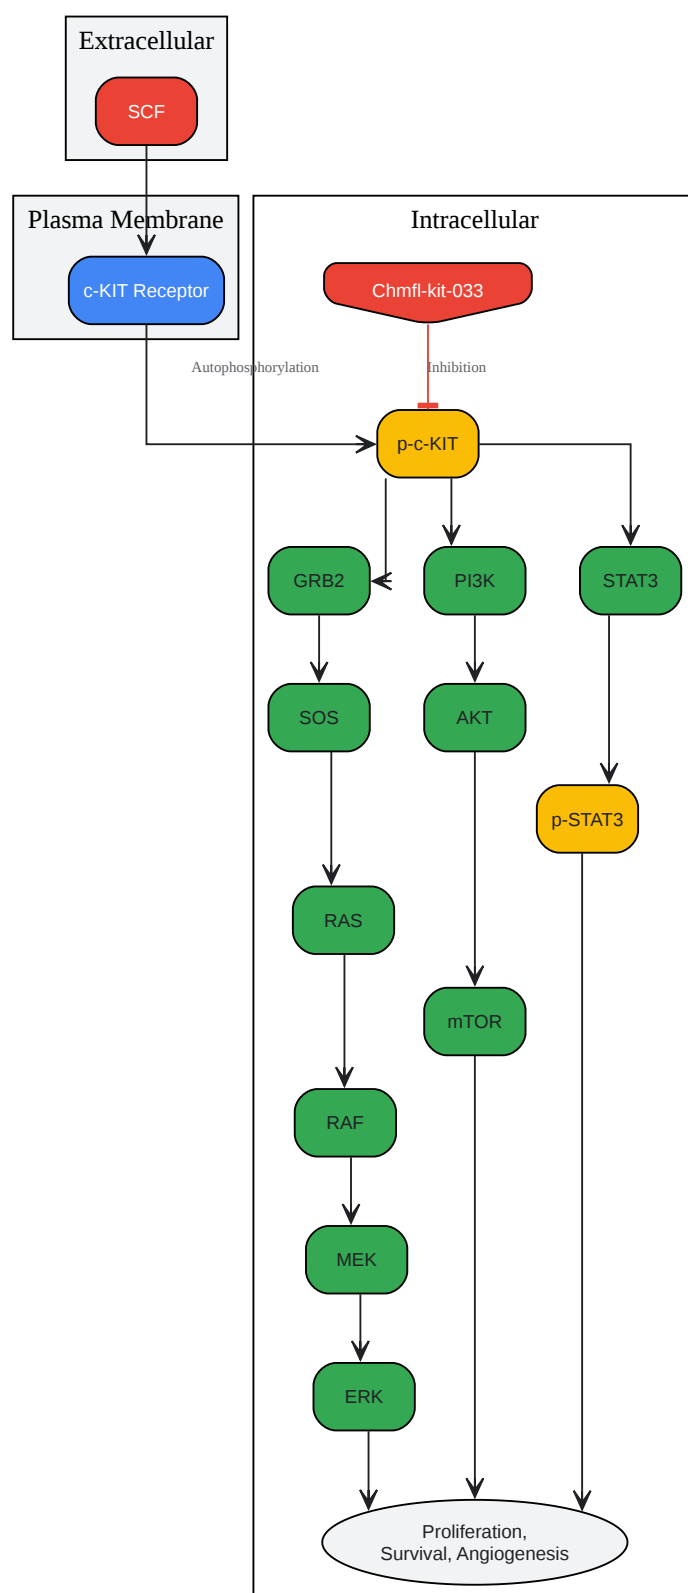 Extracellular
SCF
Plasma Membrane
Intracellular
c-KIT Receptor
Chmfl-kit-033
Autophosphorylation
Inhibition
p-c-KIT
GRB2
PI3K
STAT3
SOS
AKT
p-STAT3
RAS
mTOR
RAF
MEK
ERK
Proliferation,
Survival, Angiogenesis